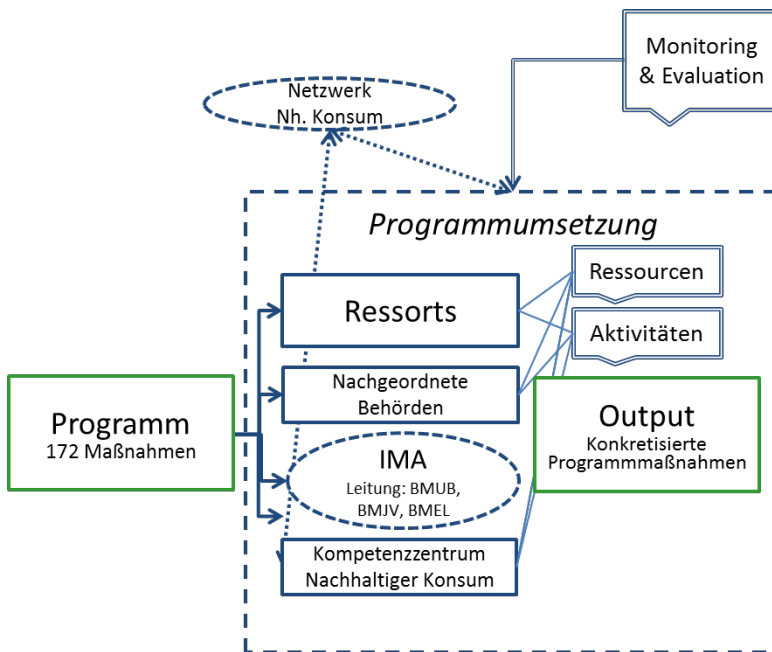 Monitoring
& Evaluation
Netzwerk
Nh. Konsum
Programmumsetzung
Ressourcen
Ressorts
Aktivitäten
Nachgeordnete
Behörden
Programm
172 Maßnahmen
Output
Konkretisierte
Programmmaßnahmen
IMA
Leitung: BMUB,
BMJV, BMEL
Kompetenzzentrum
Nachhaltiger Konsum